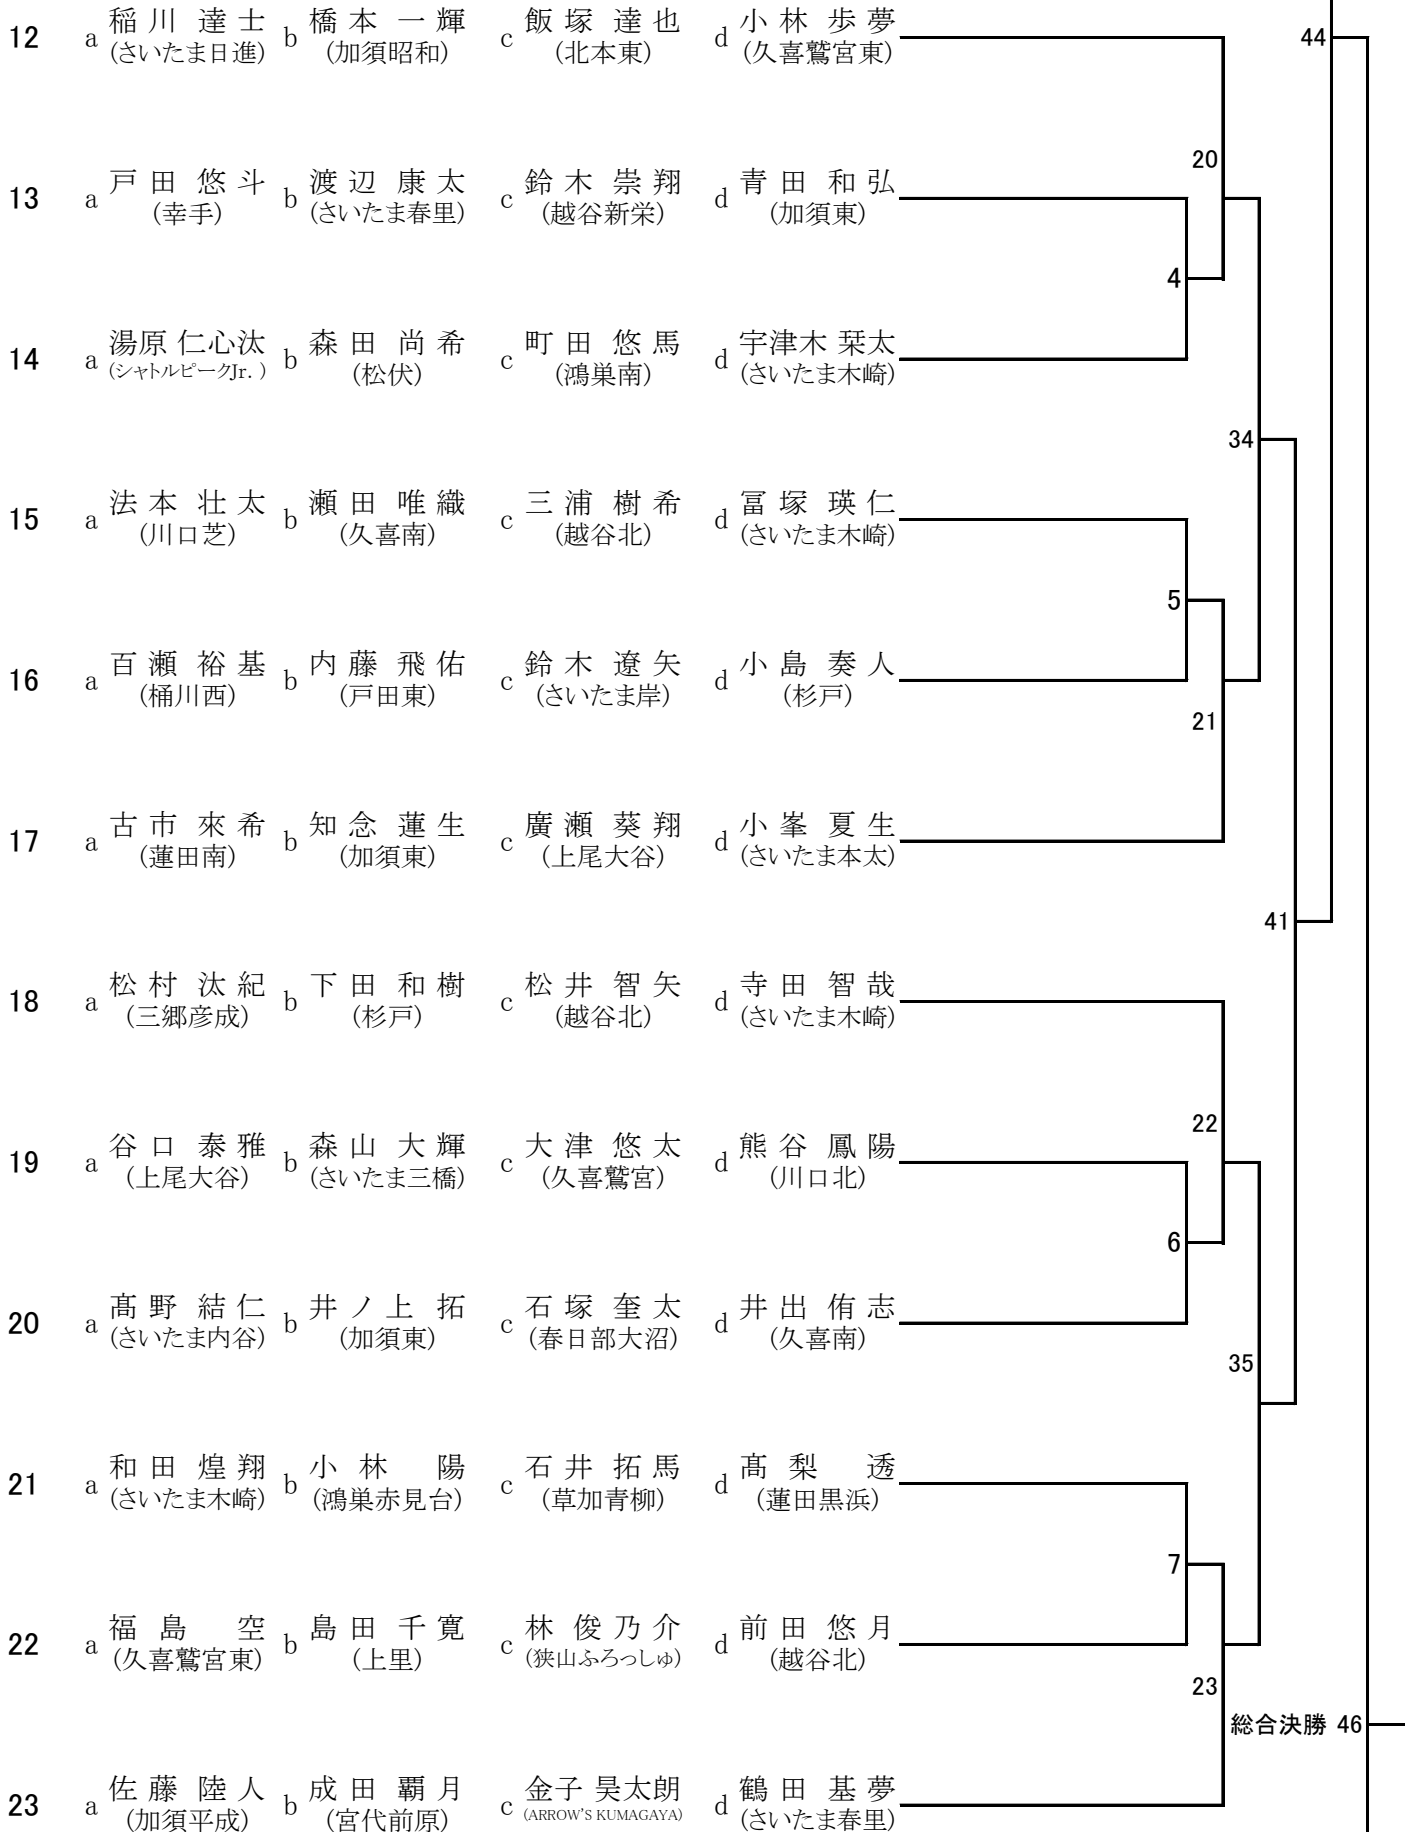 12 a 稲川 達士 b 橋本 一輝 c 飯塚 達也 d 小林 歩夢 44
(さいたま日進) (加須昭和) (北本東) (久喜鷲宮東)
20
13 a 戸田 悠斗 b 渡辺 康太 c 鈴木 崇翔 d 青田 和弘
(幸手) (さいたま春里) (越谷新栄) (加須東)
4
14 a 湯原 仁心汰 b 森田 尚希 c 町田 悠馬 d 宇津木 栞太
(シャトルピークJr.) (松伏) (鴻巣南) (さいたま木崎)
34
15 a 法本 壮太 b 瀬田 唯織 c 三浦 樹希 d 冨塚 瑛仁
(川口芝) (久喜南) (越谷北) (さいたま木崎)
5
16 a 百瀬 裕基 b 内藤 飛佑 c 鈴木 遼矢 d 小島 奏人
(桶川西) (戸田東) (さいたま岸) (杉戸)
21
17 a 古市 來希 b 知念 蓮生 c 廣瀬 葵翔 d 小峯 夏生
(蓮田南) (加須東) (上尾大谷) (さいたま本太)
41
18 a 松村 汰紀 b 下田 和樹 c 松井 智矢 d 寺田 智哉
(三郷彦成) (杉戸) (越谷北) (さいたま木崎)
22
19 a 谷口 泰雅 b 森山 大輝 c 大津 悠太 d 熊谷 鳳陽
(上尾大谷) (さいたま三橋) (久喜鷲宮) (川口北)
6
20 a 髙野 結仁 b 井ノ上 拓 c 石塚 奎太 d 井出 侑志
(さいたま内谷) (加須東) (春日部大沼) (久喜南)
35
21 a 和田 煌翔 b 小林 陽 c 石井 拓馬 d 髙梨 透
(さいたま木崎) (鴻巣赤見台) (草加青柳) (蓮田黒浜)
7
22 a 福島 空 b 島田 千寛 c 林 俊乃介 d 前田 悠月
(久喜鷲宮東) (上里) (狭山ふろっしゅ) (越谷北)
23
総合決勝 46
23 a 佐藤 陸人 b 成田 覇月 c 金子 昊太朗 d 鶴田 基夢
(加須平成) (宮代前原) (ARROW'S KUMAGAYA) (さいたま春里)